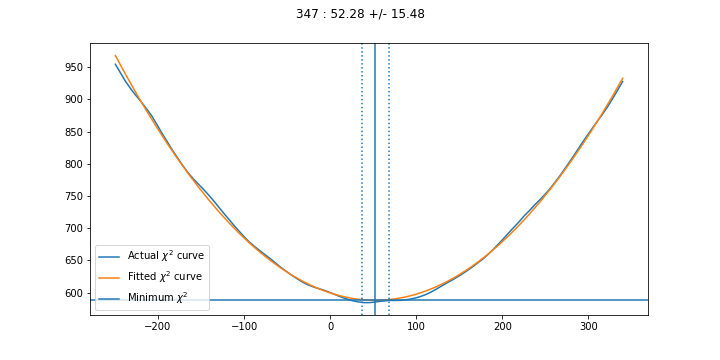 347 : 52.28 +/- 15.48
950
900
850
800
750
700
650
600
Actual χ² curve
Fitted χ² curve
Minimum χ²
−200 −100 0 100 200 300